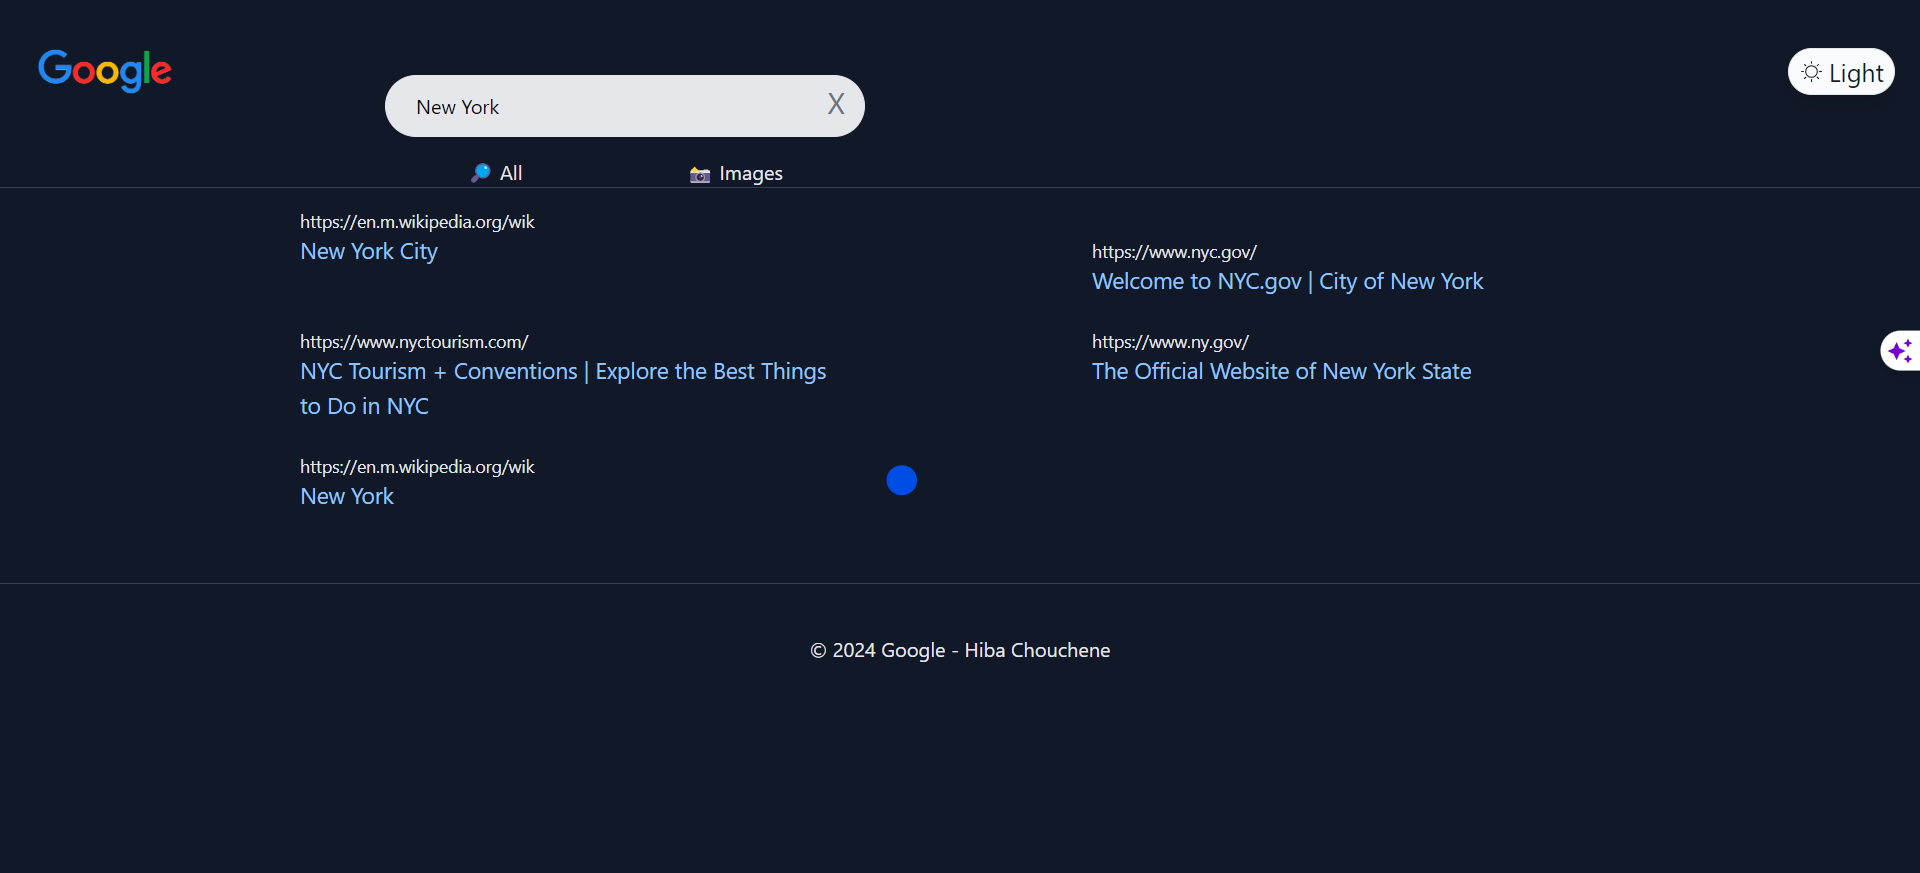 Google
Light
New York X
All Images
https://en.m.wikipedia.org/wik
New York City
https://www.nyc.gov/
Welcome to NYC.gov | City of New York
https://www.nyctourism.com/
NYC Tourism + Conventions | Explore the Best Things
to Do in NYC
https://www.ny.gov/
The Official Website of New York State
https://en.m.wikipedia.org/wik
New York
© 2024 Google - Hiba Chouchene